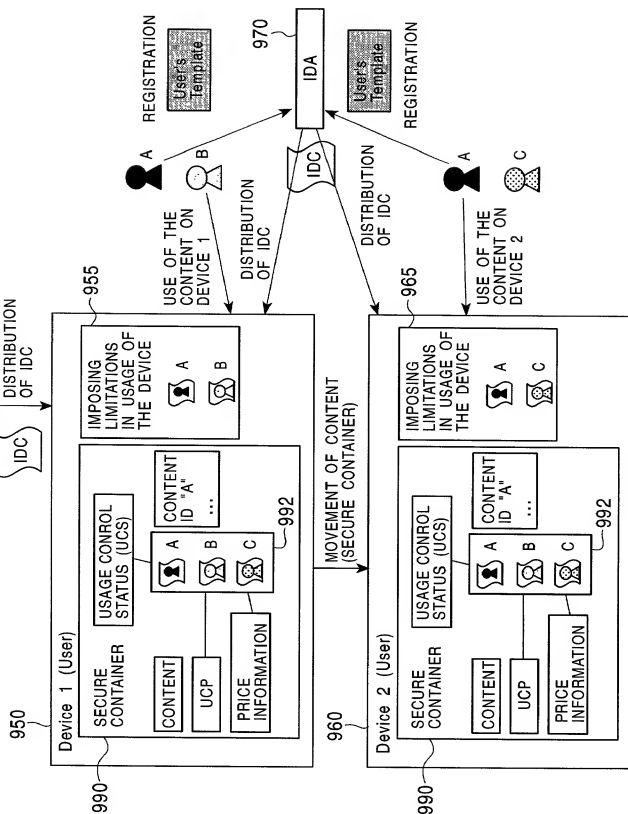 DISTRIBUTION
OF IDC
IDC
950
Device 1 (User)
990
SECURE
CONTAINER
USAGE CONROL
STATUS (UCS)
CONTENT
UCP
PRICE
INFORMATION
A
B
C
CONTENT
ID "A"
...
992
955
IMPOSING
LIMITATIONS
IN USAGE OF
THE DEVICE
A
B
USE OF THE
CONTENT ON
DEVICE 1
DISTRIBUTION
OF IDC
A
B
REGISTRATION
User's
Template
970
IDA
IDC
MOVEMENT OF CONTENT
(SECURE CONTAINER)
960
Device 2 (User)
990
SECURE
CONTAINER
USAGE CONROL
STATUS (UCS)
CONTENT
UCP
PRICE
INFORMATION
A
B
C
CONTENT
ID "A"
...
992
965
IMPOSING
LIMITATIONS
IN USAGE OF
THE DEVICE
A
C
DISTRIBUTION
OF IDC
USE OF THE
CONTENT ON
DEVICE 2
A
C
User's
Template
REGISTRATION